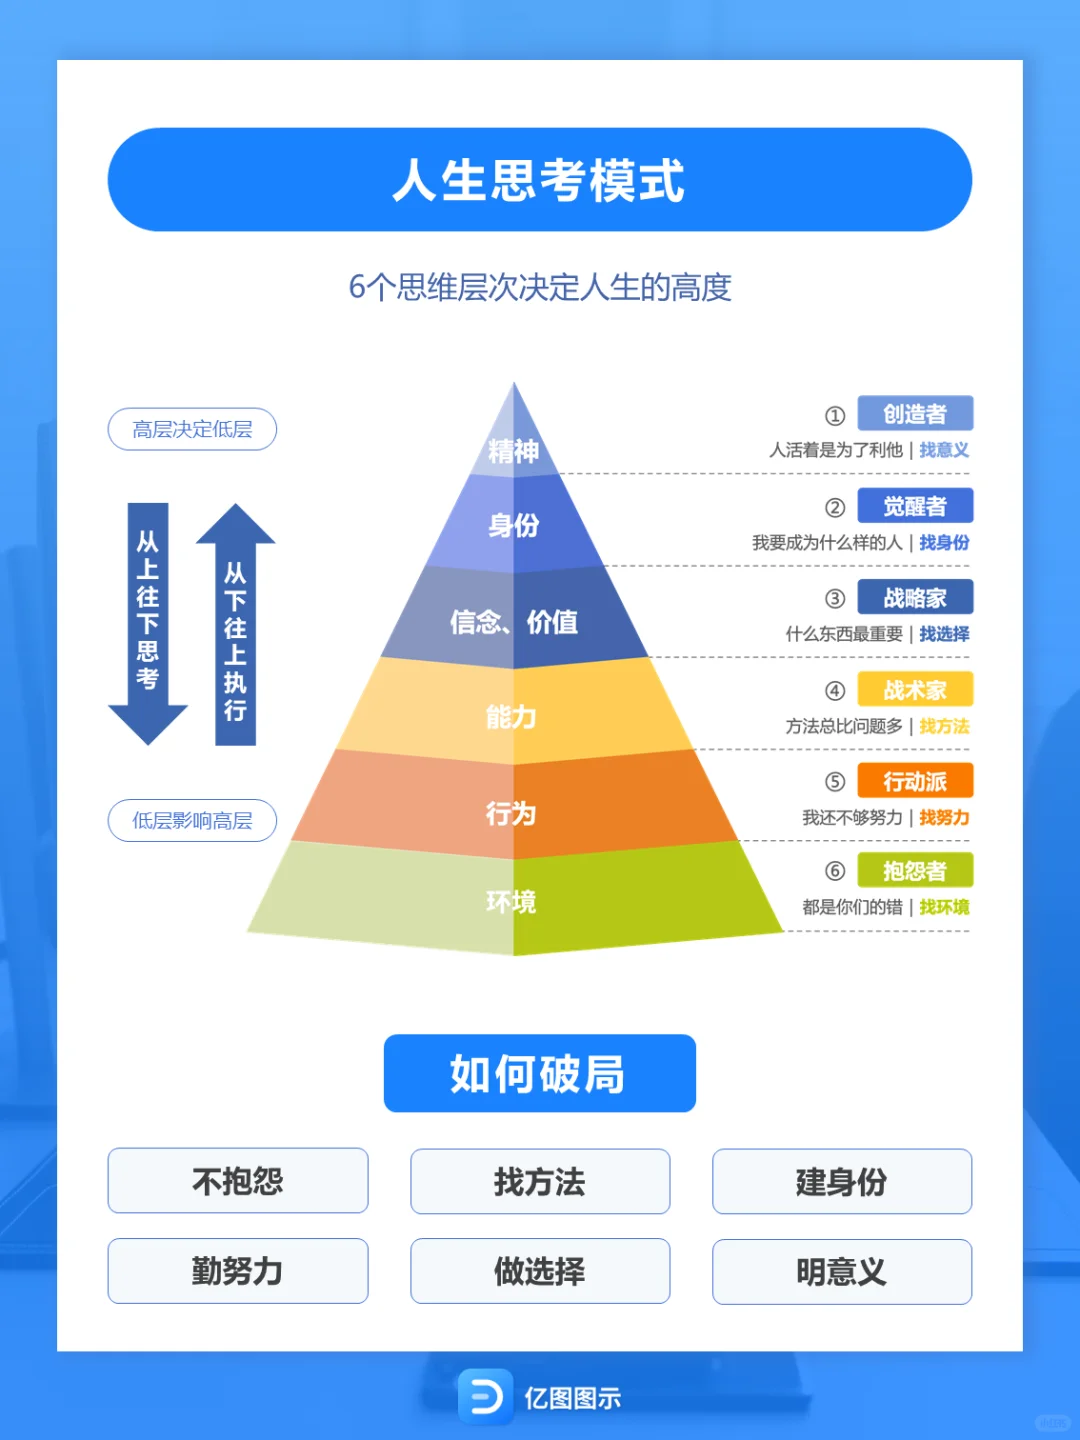 人生思考模式
6个思维层次决定人生的高度
高层决定低层
从上往下思考
从下往上执行
低层影响高层
精神
身份
信念、价值
能力
行为
环境
① 创造者
人活着是为了利他 | 找意义
② 觉醒者
我要成为什么样的人 | 找身份
③ 战略家
什么东西最重要 | 找选择
④ 战术家
方法总比问题多 | 找方法
⑤ 行动派
我还不够努力 | 找努力
⑥ 抱怨者
都是你们的错 | 找环境
如何破局
不抱怨
找方法
建身份
勤努力
做选择
明意义
亿图图示